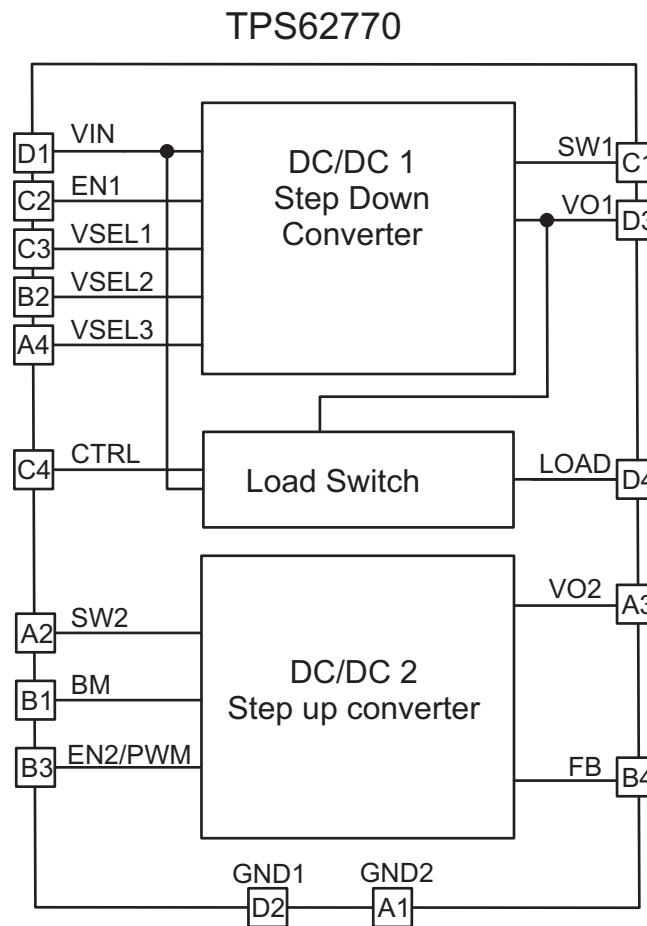 TPS62770
D1 VIN
C2 EN1
C3 VSEL1
B2 VSEL2
A4 VSEL3
DC/DC 1
Step Down
Converter
SW1 C1
VO1 D3
C4 CTRL
Load Switch
LOAD D4
A2 SW2
B1 BM
B3 EN2/PWM
DC/DC 2
Step up converter
VO2 A3
FB B4
GND1
D2
GND2
A1